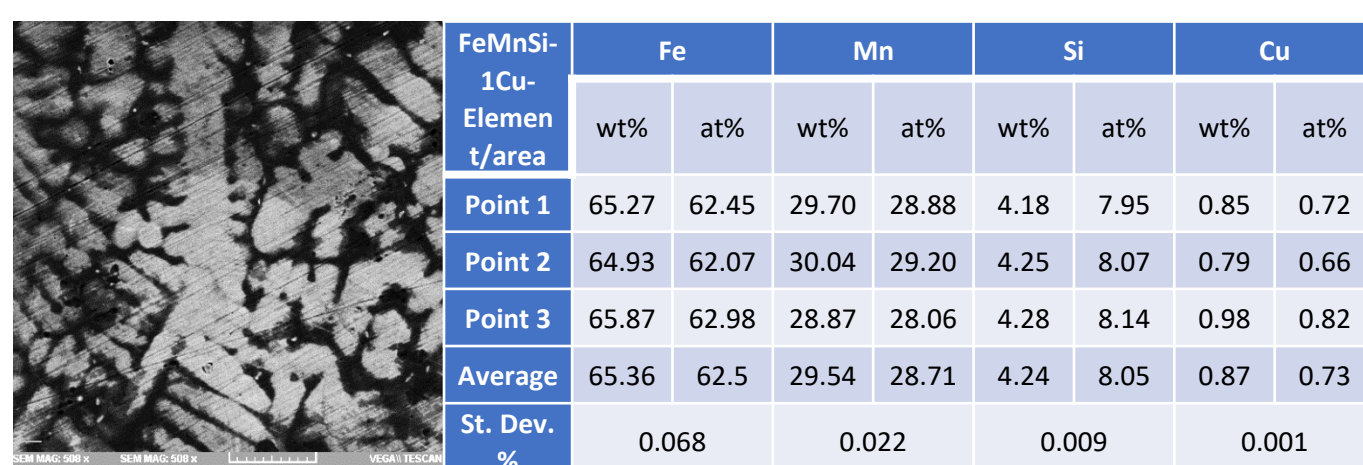 FeMnSi-
1Cu-
Elemen
t/area
Fe Mn Si Cu
wt% at% wt% at% wt% at% wt% at%
Point 1 65.27 62.45 29.70 28.88 4.18 7.95 0.85 0.72
Point 2 64.93 62.07 30.04 29.20 4.25 8.07 0.79 0.66
Point 3 65.87 62.98 28.87 28.06 4.28 8.14 0.98 0.82
Average 65.36 62.5 29.54 28.71 4.24 8.05 0.87 0.73
St. Dev.
%
0.068 0.022 0.009 0.001
SEM MAG: 508 x SEM MAG: 508 x VEGA\\ TESCAN